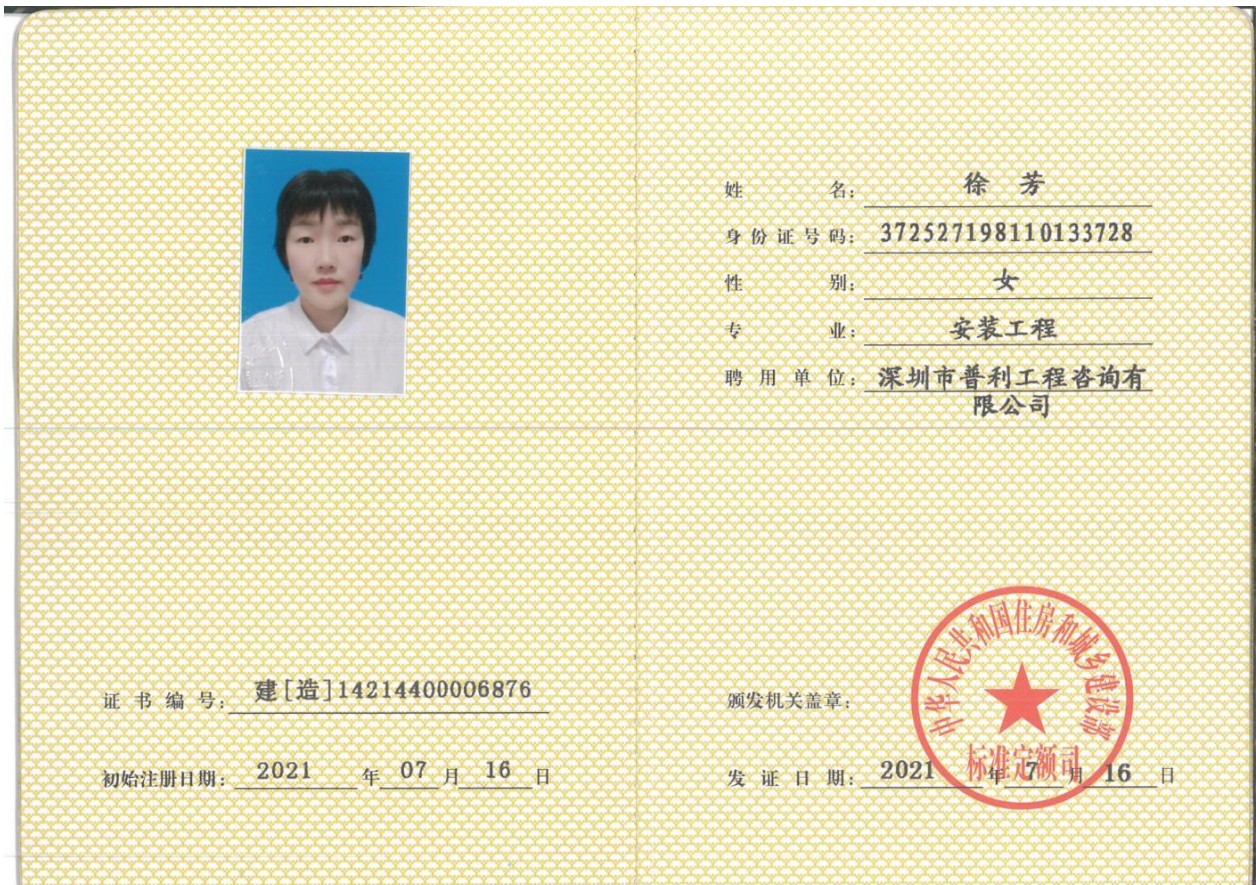 姓名：徐芳
身份证号码：372527198110133728
性别：女
专业：安装工程
聘用单位：深圳市普利工程咨询有
限公司
证书编号：建[造]14214400006876
初始注册日期：2021年07月16日
颁发机关盖章：
中华人民共和国住房和城乡建设部
标准定额司
发证日期：2021年7月16日